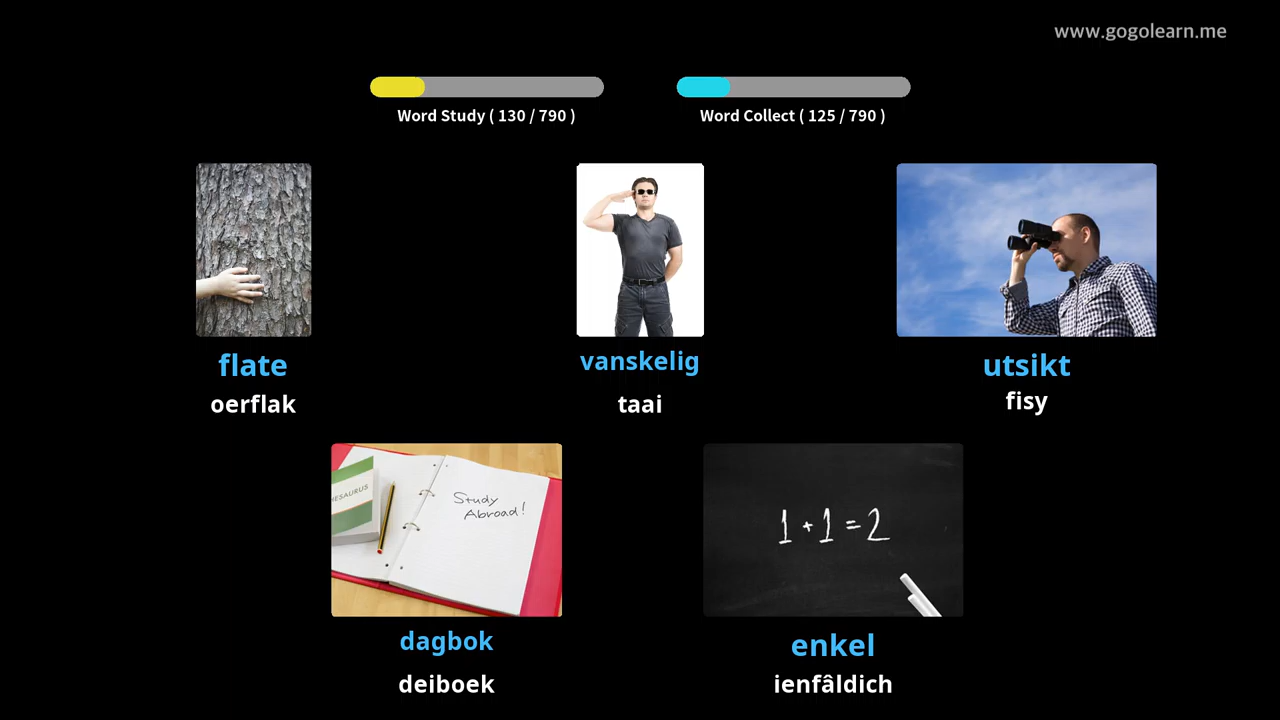 www.gogolearn.me
Word Study ( 130 / 790 )
Word Collect ( 125 / 790 )
flate
oerflak
vanskelig
taai
utsikt
fisy
HESAURUS
Study
Abroad!
1+1=2
dagbok
deiboek
enkel
ienfâldich